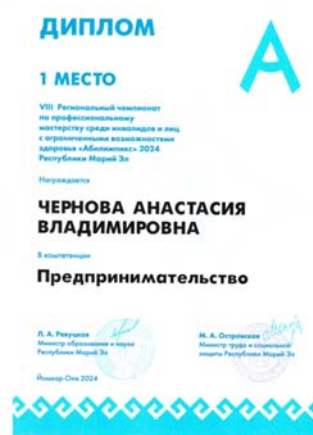 ДИПЛОМ
1 МЕСТО
VIII Региональный чемпионат
по профессиональному
мастерству среди инвалидов и лиц
с ограниченными возможностями
здоровья «Абилимпикс» 2024
Республики Марий Эл
Награждается
ЧЕРНОВА АНАСТАСИЯ
ВЛАДИМИРОВНА
В компетенции
Предпринимательство
Л. А. Ревуцкая
Министр образования и науки
Республики Марий Эл
М. А. Островская
Министр труда и социальной
защиты Республики Марий Эл
Йошкар-Ола 2024